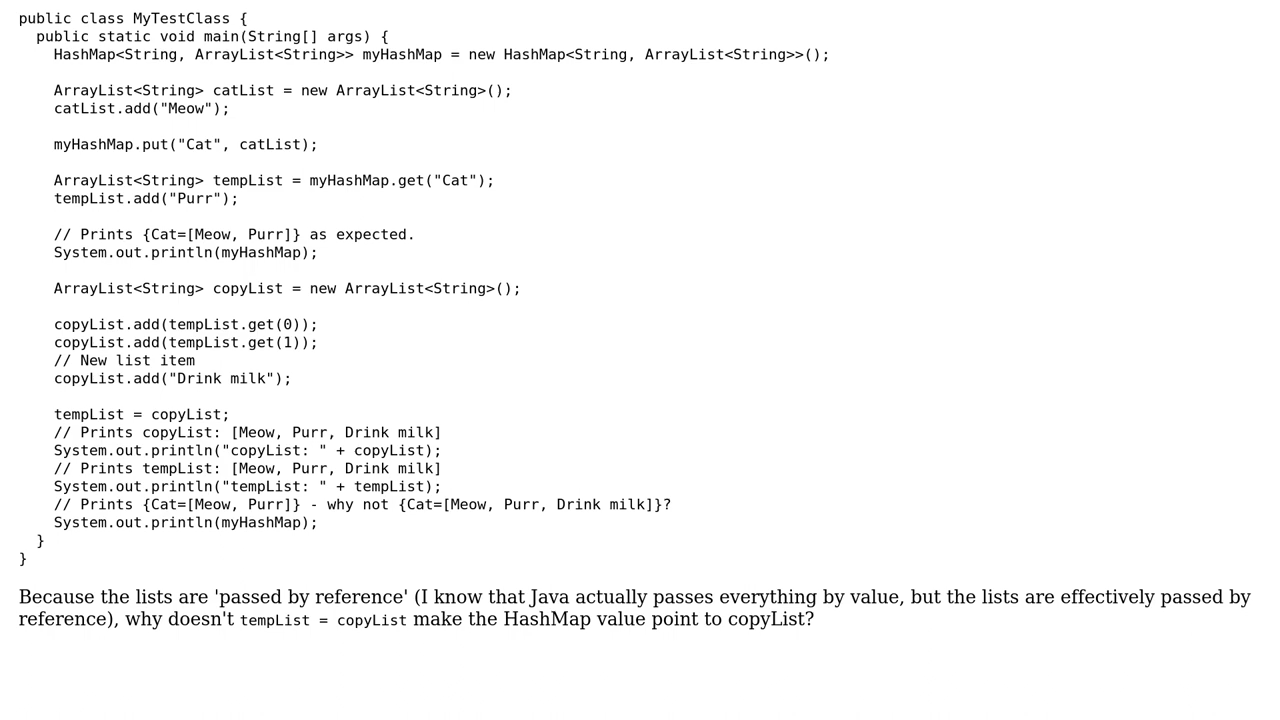 public class MyTestClass {
  public static void main(String[] args) {
    HashMap<String, ArrayList<String>> myHashMap = new HashMap<String, ArrayList<String>>();

    ArrayList<String> catList = new ArrayList<String>();
    catList.add("Meow");

    myHashMap.put("Cat", catList);

    ArrayList<String> tempList = myHashMap.get("Cat");
    tempList.add("Purr");

    // Prints {Cat=[Meow, Purr]} as expected.
    System.out.println(myHashMap);

    ArrayList<String> copyList = new ArrayList<String>();

    copyList.add(tempList.get(0));
    copyList.add(tempList.get(1));
    // New list item
    copyList.add("Drink milk");

    tempList = copyList;
    // Prints copyList: [Meow, Purr, Drink milk]
    System.out.println("copyList: " + copyList);
    // Prints tempList: [Meow, Purr, Drink milk]
    System.out.println("tempList: " + tempList);
    // Prints {Cat=[Meow, Purr]} - why not {Cat=[Meow, Purr, Drink milk]}?
    System.out.println(myHashMap);
  }
}
Because the lists are 'passed by reference' (I know that Java actually passes everything by value, but the lists are effectively passed by
reference), why doesn't tempList = copyList make the HashMap value point to copyList?